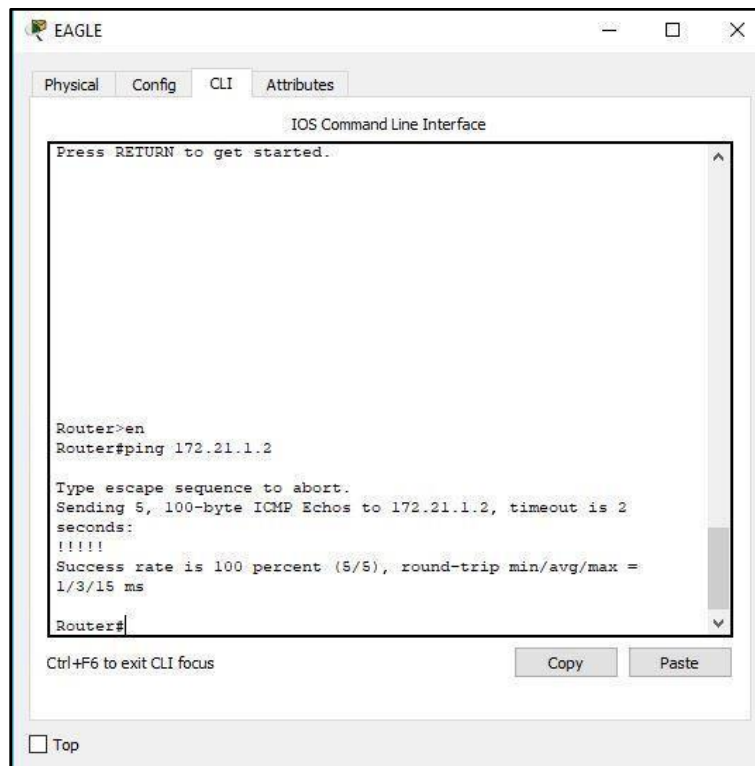 EAGLE
Physical Config CLI Attributes
IOS Command Line Interface
Press RETURN to get started.
Router>en
Router#ping 172.21.1.2
Type escape sequence to abort.
Sending 5, 100-byte ICMP Echos to 172.21.1.2, timeout is 2
seconds:
!!!!!
Success rate is 100 percent (5/5), round-trip min/avg/max =
1/3/15 ms
Router#
Ctrl+F6 to exit CLI focus
Copy Paste
Top